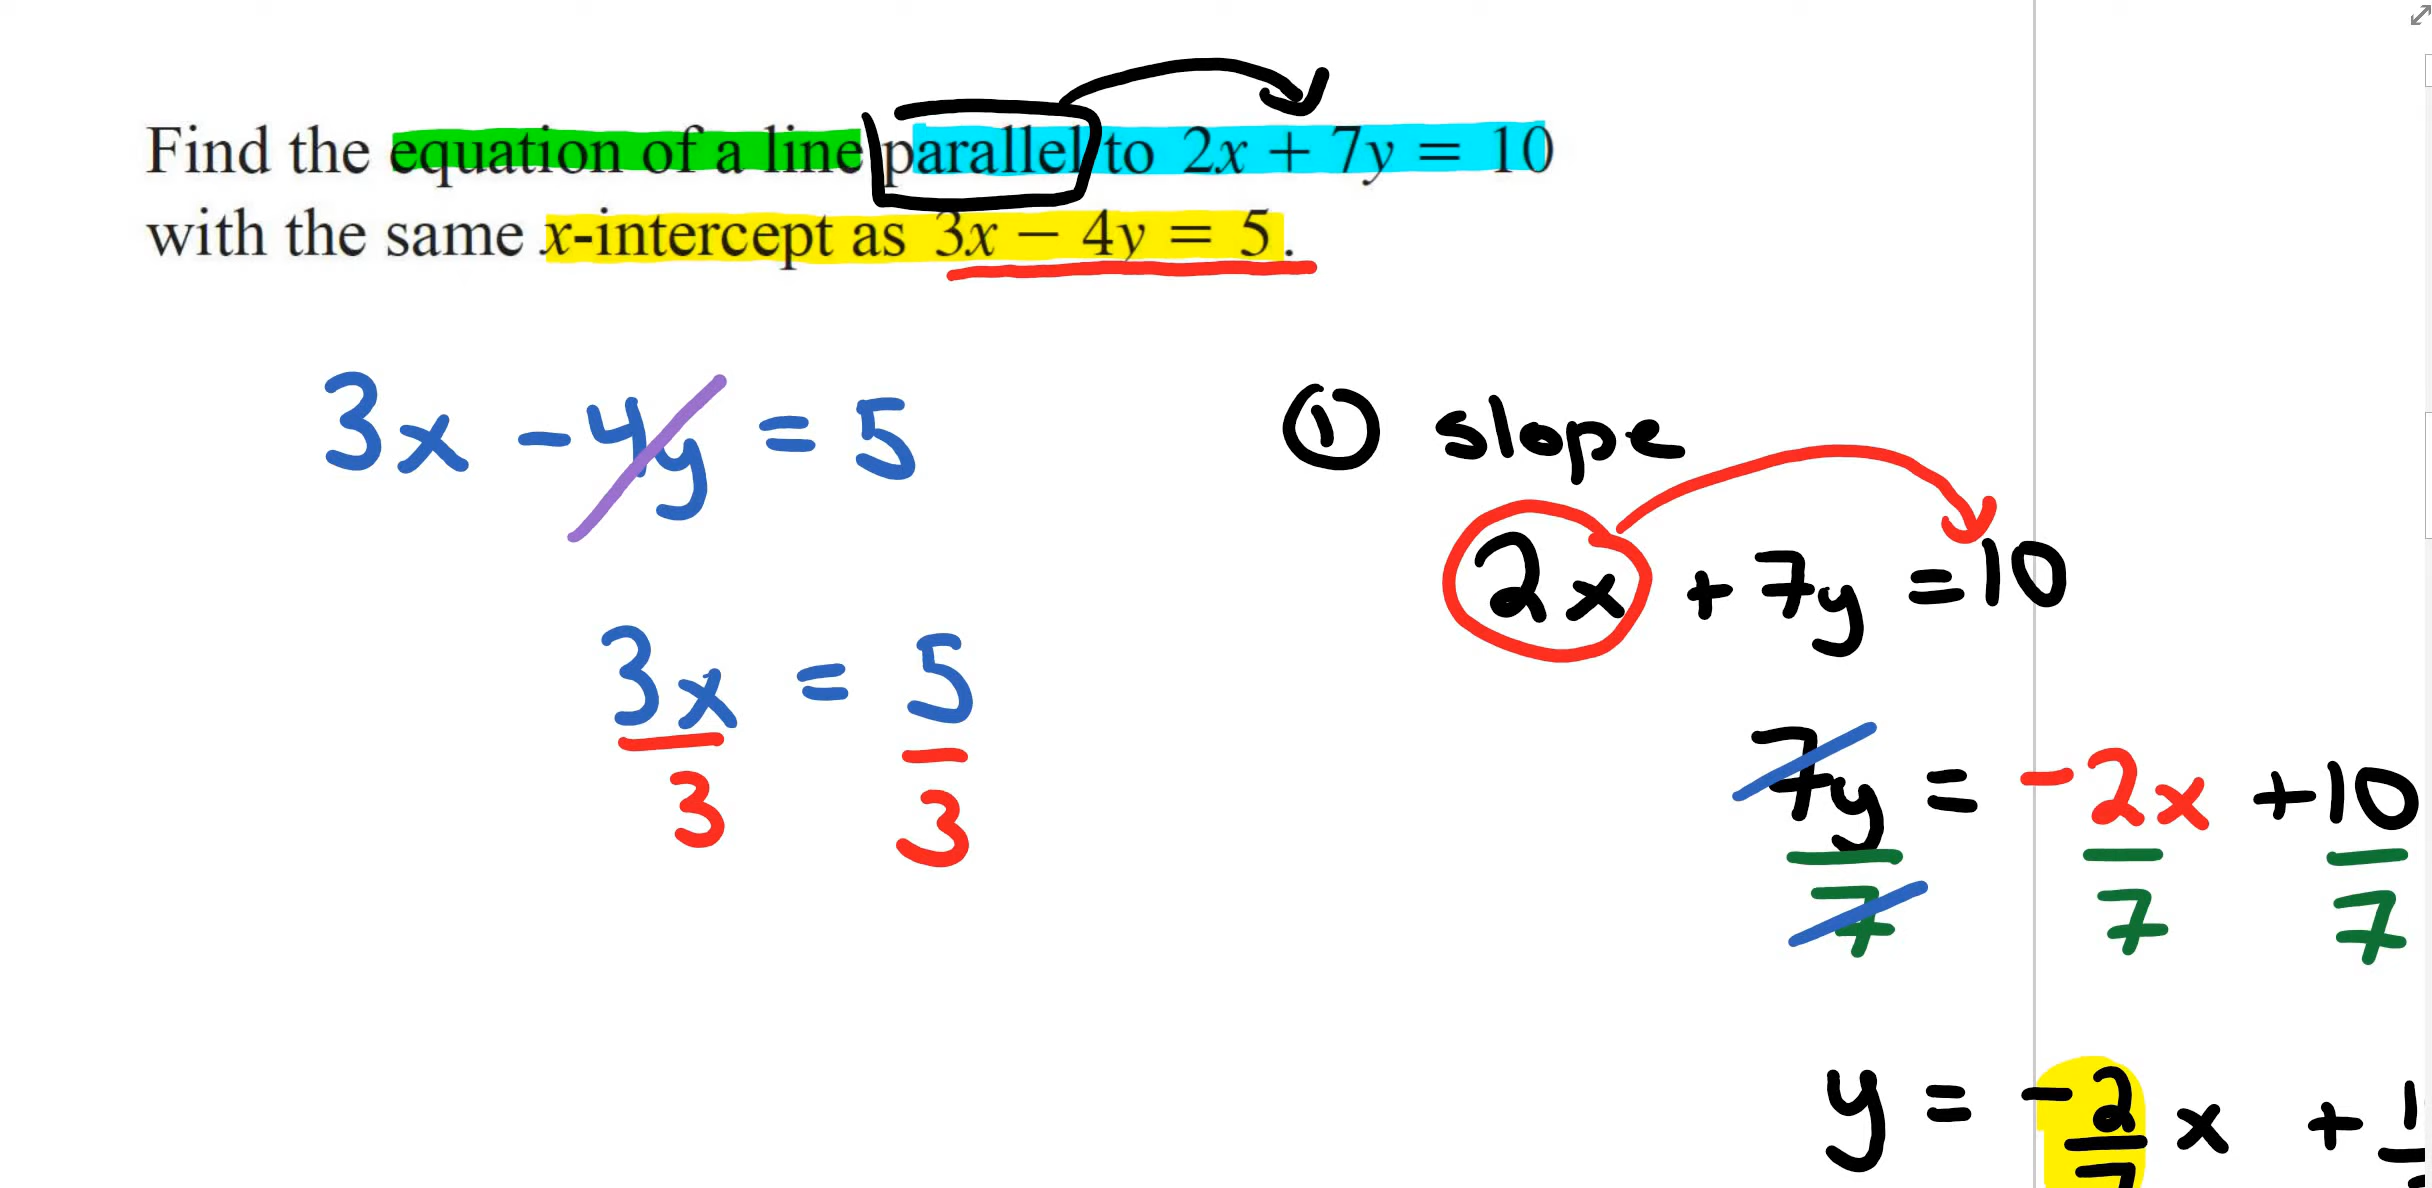 Find the equation of a line parallel to 2x + 7y = 10
with the same x-intercept as 3x − 4y = 5.
3x - 4y = 5
3x = 5
3 3
① slope
2x + 7y = 10
7y = -2x + 10
7 7 7
y = -2 x +
7